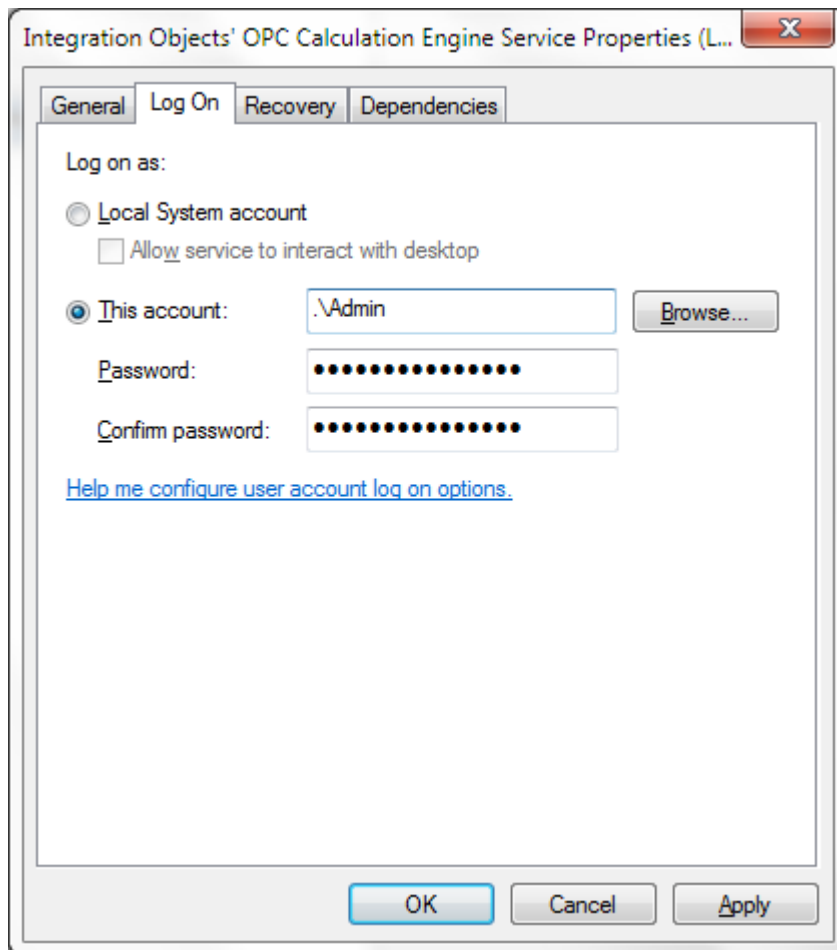 Integration Objects' OPC Calculation Engine Service Properties (L...
General Log On Recovery Dependencies
Log on as:
Local System account
Allow service to interact with desktop
This account: .\Admin Browse...
Password: •••••••••••••••
Confirm password: •••••••••••••••
Help me configure user account log on options.
OK Cancel Apply